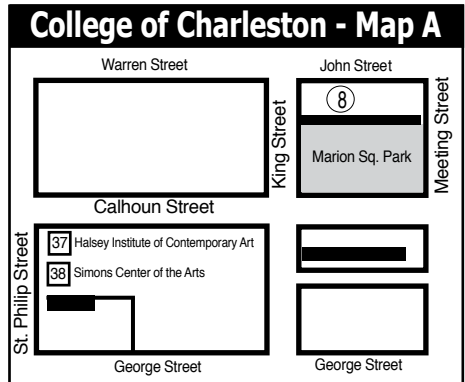 College of Charleston - Map A
Warren Street
John Street
8
King Street
Meeting Street
Marion Sq. Park
Calhoun Street
St. Philip Street
37 Halsey Institute of Contemporary Art
38 Simons Center of the Arts
George Street
George Street